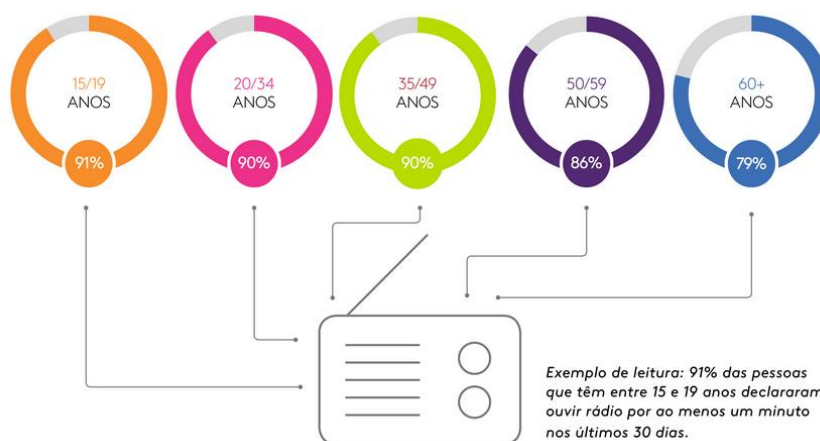 15/19
ANOS
91%
20/34
ANOS
90%
35/49
ANOS
90%
50/59
ANOS
86%
60+
ANOS
79%
Exemplo de leitura: 91% das pessoas
que têm entre 15 e 19 anos declararam
ouvir rádio por ao menos um minuto
nos últimos 30 dias.